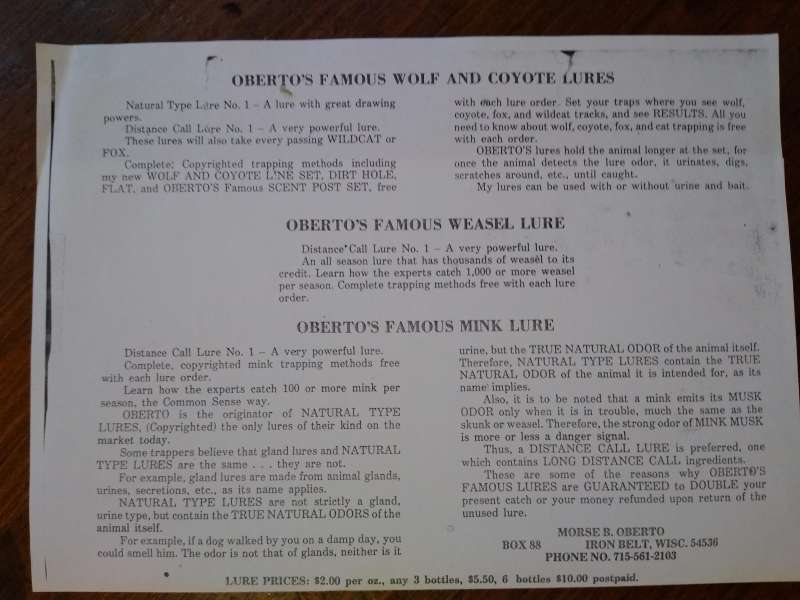 OBERTO'S FAMOUS WOLF AND COYOTE LURES
Natural Type Lure No. 1 – A lure with great drawing
powers.
Distance Call Lure No. 1 – A very powerful lure.
These lures will also take every passing WILDCAT or
FOX.
Complete: Copyrighted trapping methods including
my new WOLF AND COYOTE LINE SET, DIRT HOLE,
FLAT, and OBERTO'S Famous SCENT POST SET, free
with each lure order. Set your traps where you see wolf,
coyote, fox, and wildcat tracks, and see RESULTS. All you
need to know about wolf, coyote, fox, and cat trapping is free
with each order.
OBERTO'S lures hold the animal longer at the set, for
once the animal detects the lure odor, it urinates, digs,
scratches around, etc., until caught.
My lures can be used with or without urine and bait.
OBERTO'S FAMOUS WEASEL LURE
Distance Call Lure No. 1 – A very powerful lure.
An all season lure that has thousands of weasel to its
credit. Learn how the experts catch 1,000 or more weasel
per season. Complete trapping methods free with each lure
order.
OBERTO'S FAMOUS MINK LURE
Distance Call Lure No. 1 – A very powerful lure.
Complete, copyrighted mink trapping methods free
with each lure order.
Learn how the experts catch 100 or more mink per
season, the Common Sense way.
OBERTO is the originator of NATURAL TYPE
LURES, (Copyrighted) the only lures of their kind on the
market today.
Some trappers believe that gland lures and NATURAL
TYPE LURES are the same . . . they are not.
For example, gland lures are made from animal glands,
urines, secretions, etc., as its name applies.
NATURAL TYPE LURES are not strictly a gland,
urine type, but contain the TRUE NATURAL ODORS of the
animal itself.
For example, if a dog walked by you on a damp day, you
could smell him. The odor is not that of glands, neither is it
urine, but the TRUE NATURAL ODOR of the animal itself.
Therefore, NATURAL TYPE LURES contain the TRUE
NATURAL ODOR of the animal it is intended for, as its
name implies.
Also, it is to be noted that a mink emits its MUSK
ODOR only when it is in trouble, much the same as the
skunk or weasel. Therefore, the strong odor of MINK MUSK
is more or less a danger signal.
Thus, a DISTANCE CALL LURE is preferred, one
which contains LONG DISTANCE CALL ingredients.
These are some of the reasons why OBERTO'S
FAMOUS LURES are GUARANTEED to DOUBLE your
present catch or your money refunded upon return of the
unused lure.
MORSE B. OBERTO
BOX 88 IRON BELT, WISC. 54536
PHONE NO. 715-561-2103
LURE PRICES: $2.00 per oz., any 3 bottles, $5.50, 6 bottles $10.00 postpaid.